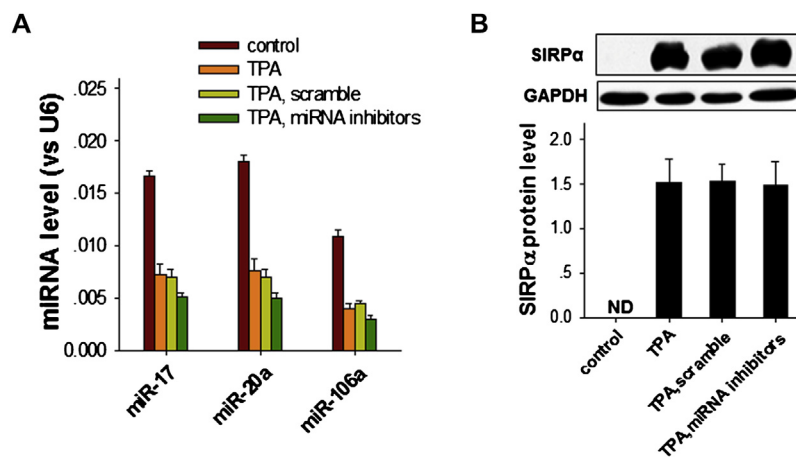 A
control
TPA
TPA, scramble
TPA, miRNA inhibitors
miRNA level (vs U6)
.025
.020
.015
.010
.005
0.000
miR-17
miR-20a
miR-106a
B
SIRPα
GAPDH
SIRPα protein level
2.0
1.5
1.0
.5
0.0
ND
control
TPA
TPA, scramble
TPA, miRNA inhibitors